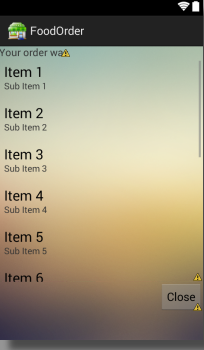 FoodOrder
Your order wa
Item 1
Sub Item 1
Item 2
Sub Item 2
Item 3
Sub Item 3
Item 4
Sub Item 4
Item 5
Sub Item 5
Item 6
Close